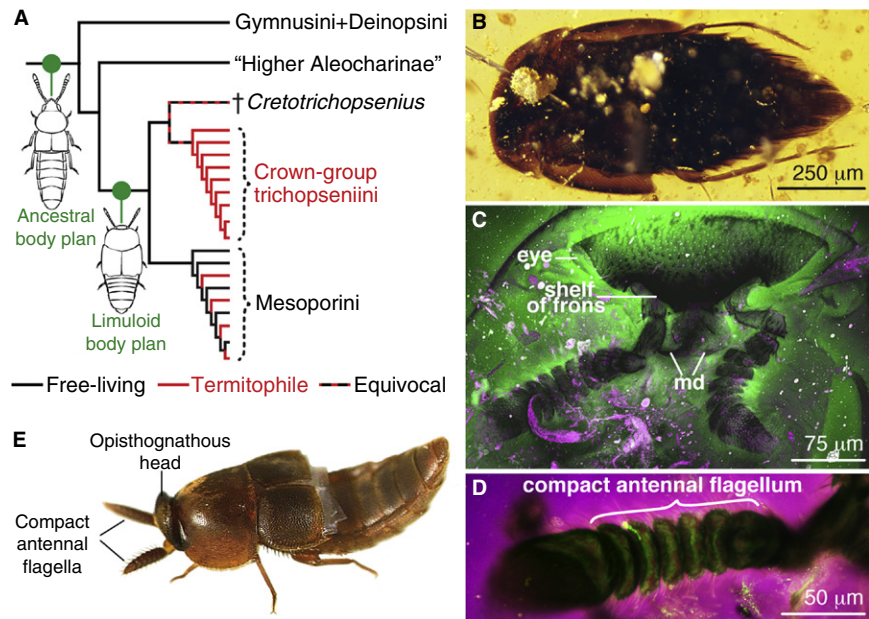 A
Gymnusini+Deinopsini
“Higher Aleocharinae”
†Cretotrichopsenius
Crown-group
trichopseniini
Ancestral
body plan
Mesoporini
Limuloid
body plan
Free-living
Termitophile
Equivocal
B
250 µm
C
eye
shelf
of frons
md
75 µm
D
compact antennal flagellum
50 µm
E
Opisthognathous
head
Compact
antennal
flagella